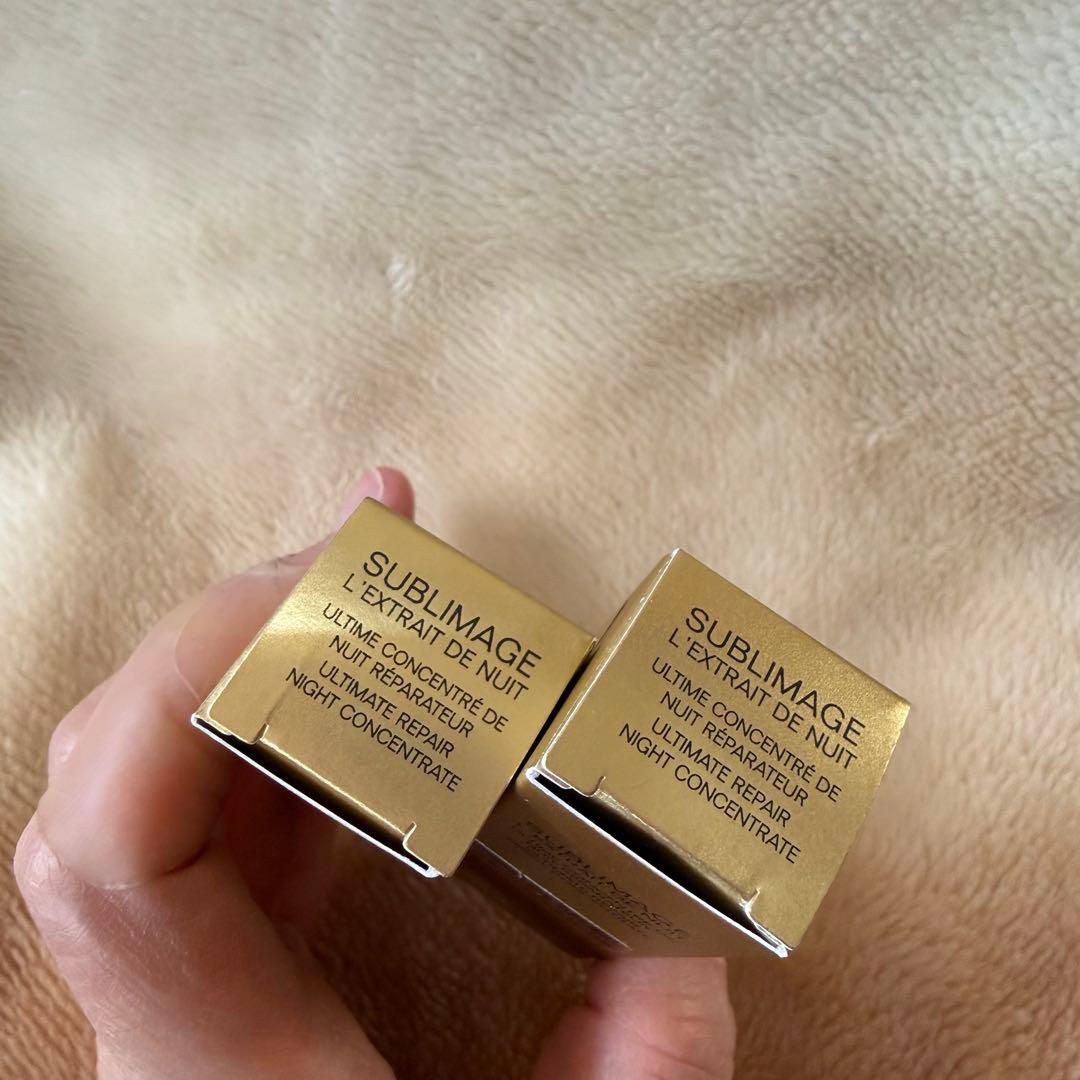 SUBLIMAGE
L'EXTRAIT DE NUIT
ULTIME CONCENTRÉ DE
NUIT RÉPARATEUR
ULTIMATE REPAIR
NIGHT CONCENTRATE
SUBLIMAGE
L'EXTRAIT DE NUIT
ULTIME CONCENTRÉ DE
NUIT RÉPARATEUR
ULTIMATE REPAIR
NIGHT CONCENTRATE
SUBLIMAGE